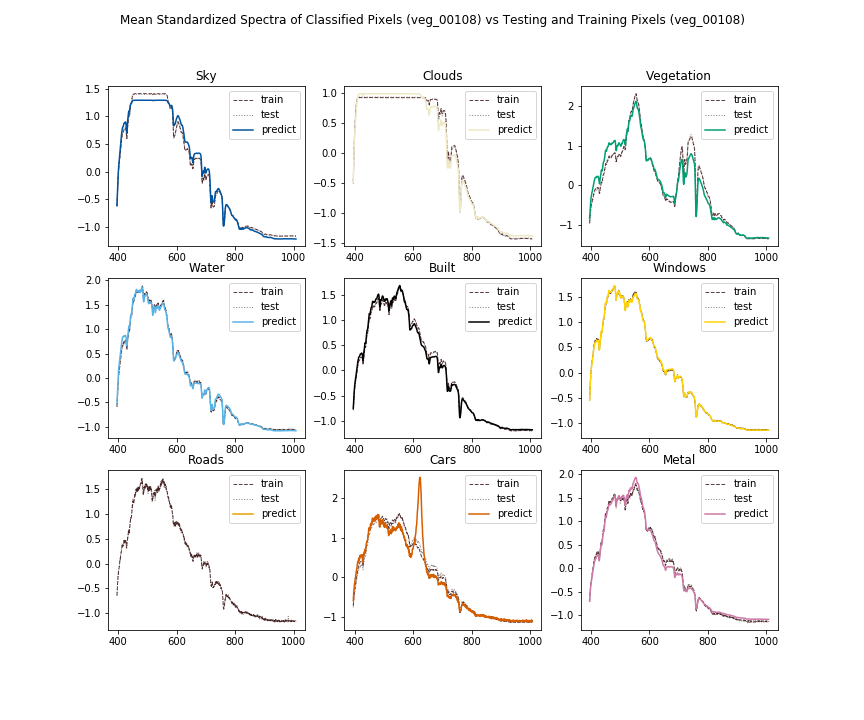 Mean Standardized Spectra of Classified Pixels (veg_00108) vs Testing and Training Pixels (veg_00108)
Sky
1.5
1.0
0.5
0.0
−0.5
−1.0
400 600 800 1000
train
test
predict
Clouds
1.0
0.5
0.0
−0.5
−1.0
−1.5
400 600 800 1000
train
test
predict
Vegetation
2
1
0
−1
400 600 800 1000
train
test
predict
Water
2.0
1.5
1.0
0.5
0.0
−0.5
−1.0
400 600 800 1000
train
test
predict
Built
1.5
1.0
0.5
0.0
−0.5
−1.0
400 600 800 1000
train
test
predict
Windows
1.5
1.0
0.5
0.0
−0.5
−1.0
400 600 800 1000
train
test
predict
Roads
1.5
1.0
0.5
0.0
−0.5
−1.0
400 600 800 1000
train
test
predict
Cars
2
1
0
−1
400 600 800 1000
train
test
predict
Metal
2.0
1.5
1.0
0.5
0.0
−0.5
−1.0
400 600 800 1000
train
test
predict